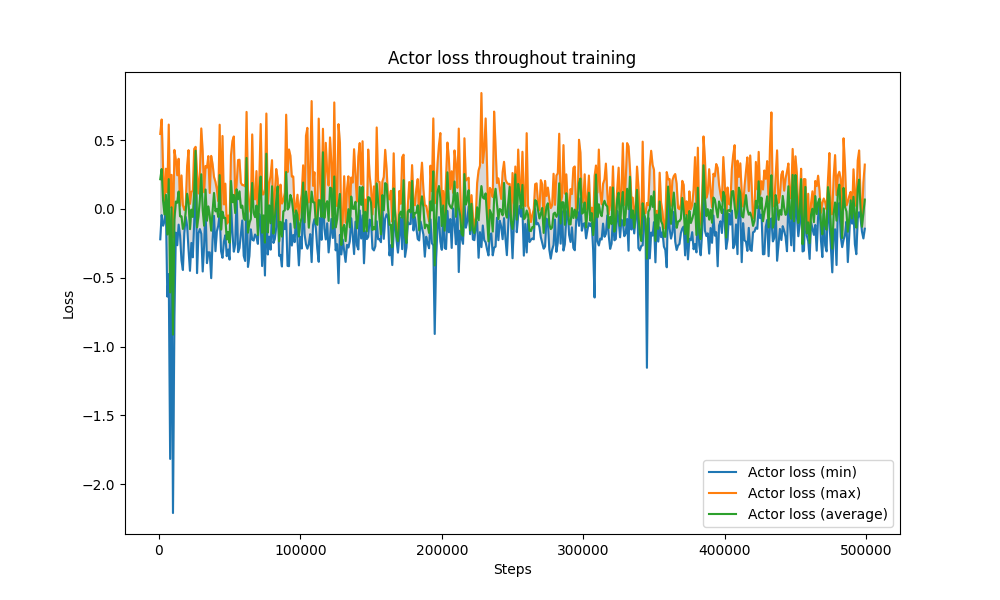 Actor loss throughout training
Loss
0.5
0.0
−0.5
−1.0
−1.5
−2.0
Actor loss (min)
Actor loss (max)
Actor loss (average)
0
100000
200000
300000
400000
500000
Steps